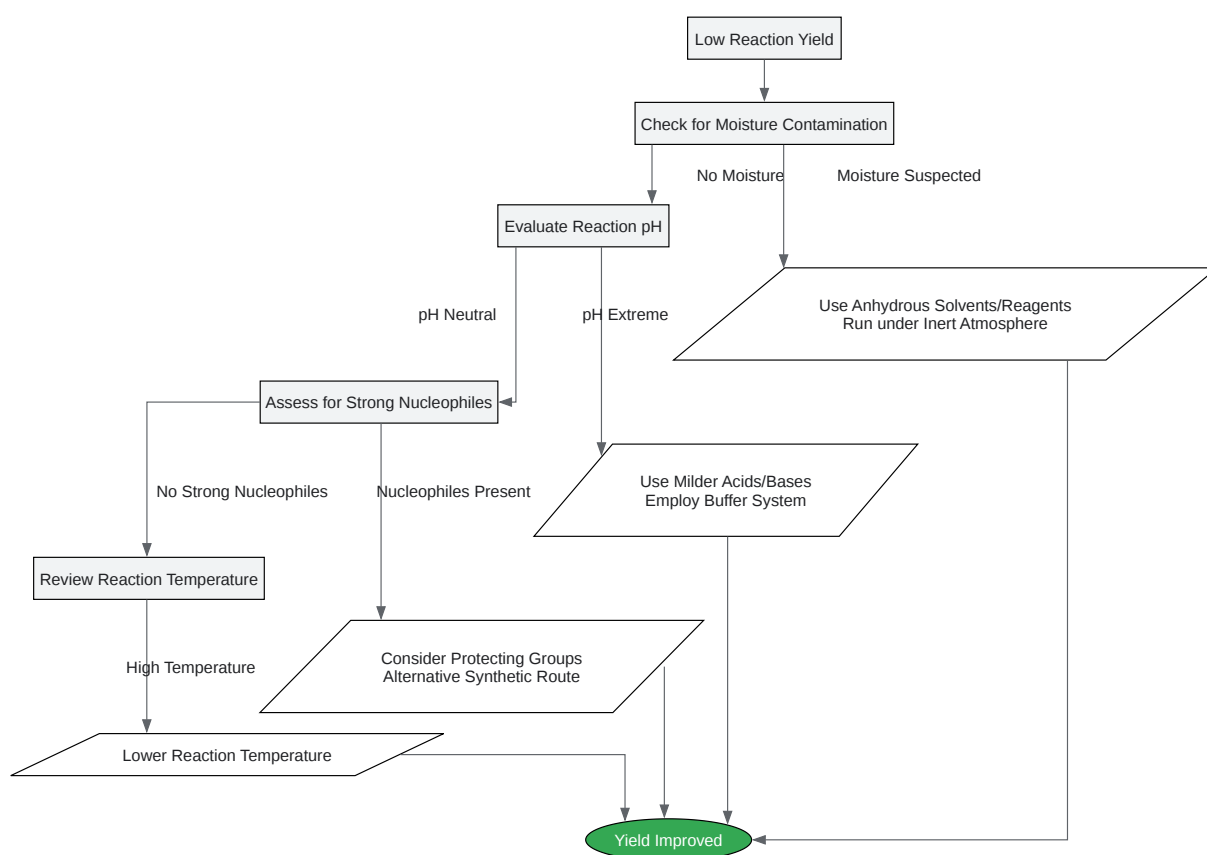 Low Reaction Yield
Check for Moisture Contamination
No Moisture
Moisture Suspected
Evaluate Reaction pH
Use Anhydrous Solvents/Reagents
Run under Inert Atmosphere
pH Neutral
pH Extreme
Assess for Strong Nucleophiles
Use Milder Acids/Bases
Employ Buffer System
No Strong Nucleophiles
Nucleophiles Present
Review Reaction Temperature
Consider Protecting Groups
Alternative Synthetic Route
High Temperature
Lower Reaction Temperature
Yield Improved